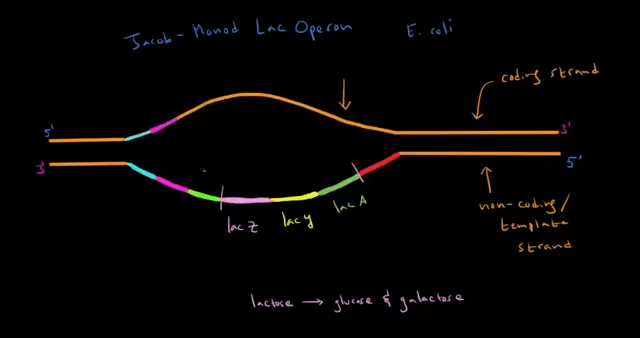 Jacob-Monod Lac Operon E. coli
coding strand
5'
3'
3'
5'
lac Z
lac Y
lac A
non-coding/
template
strand
lactose → glucose & galactose